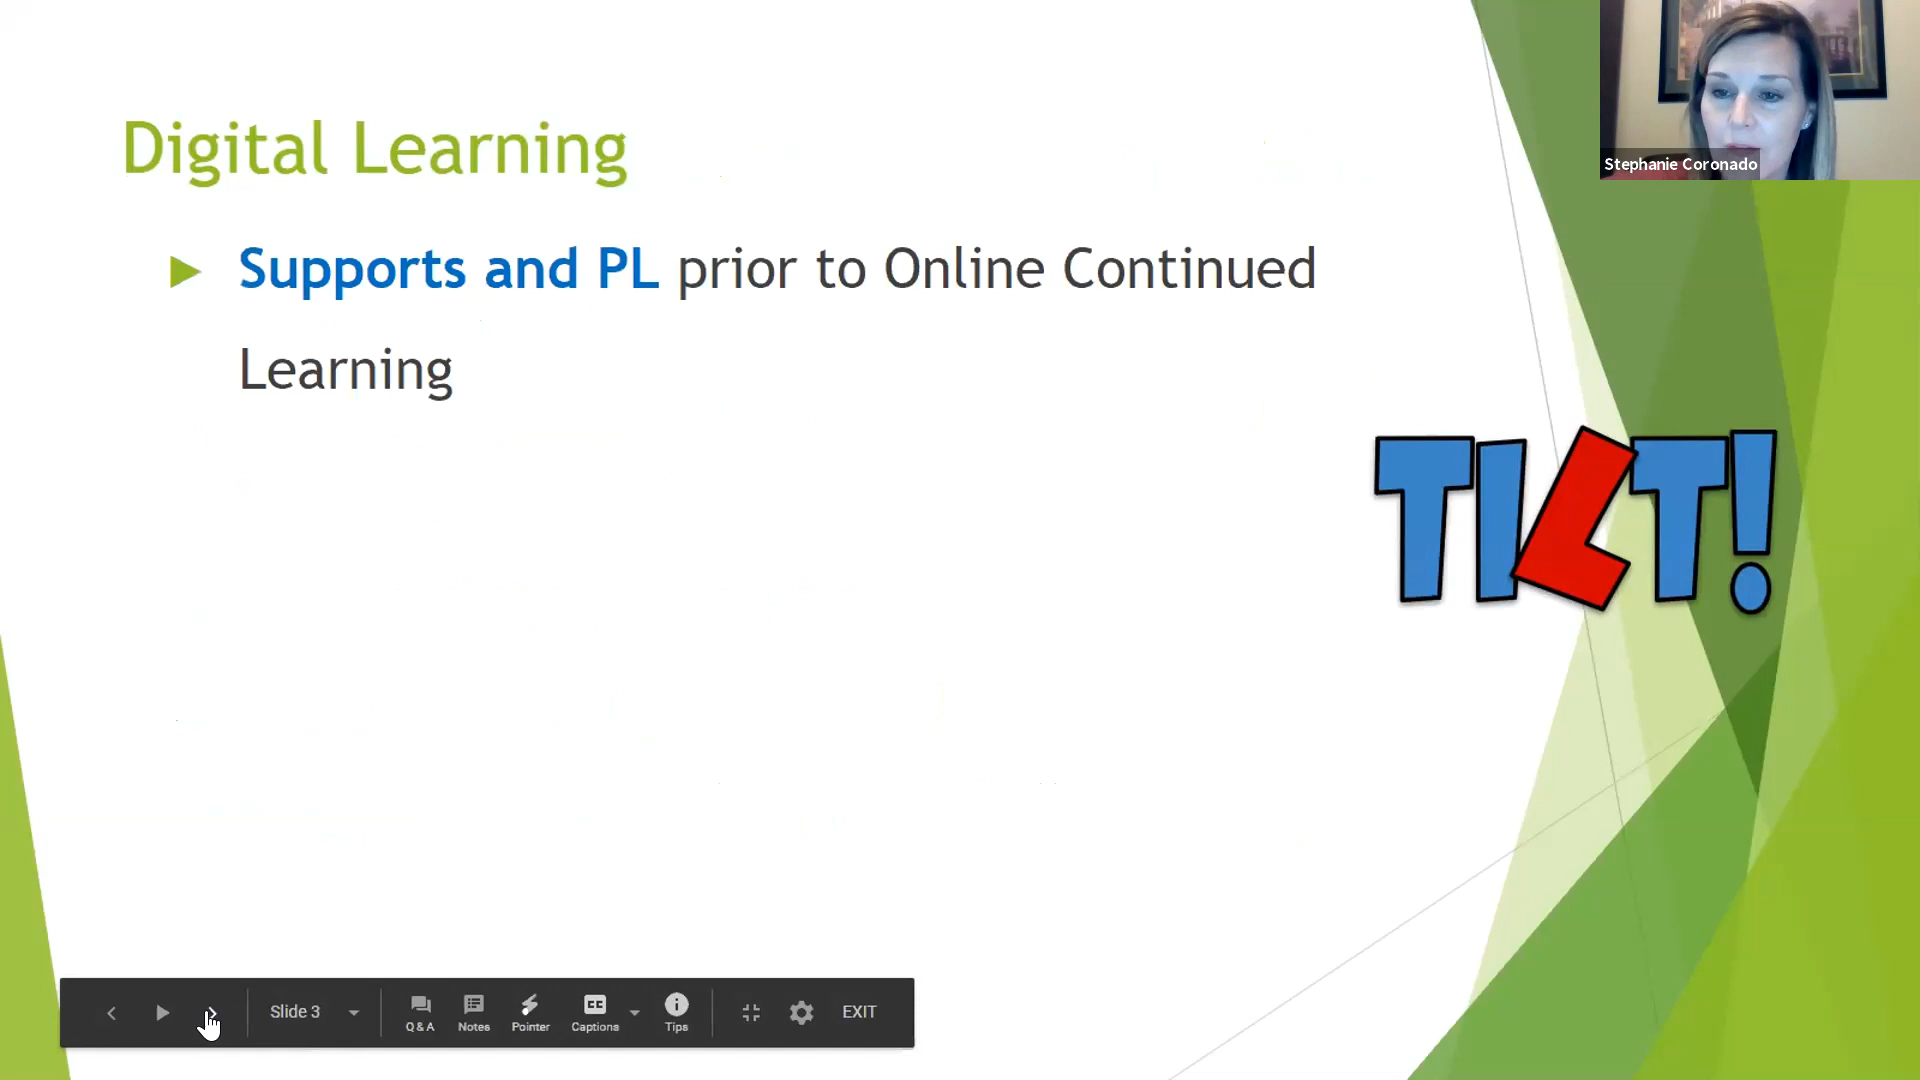 Digital Learning
Stephanie Coronado
Supports and PL prior to Online Continued
Learning
TILT!
Slide 3
Q & A
Notes
Pointer
CC
Captions
Tips
EXIT